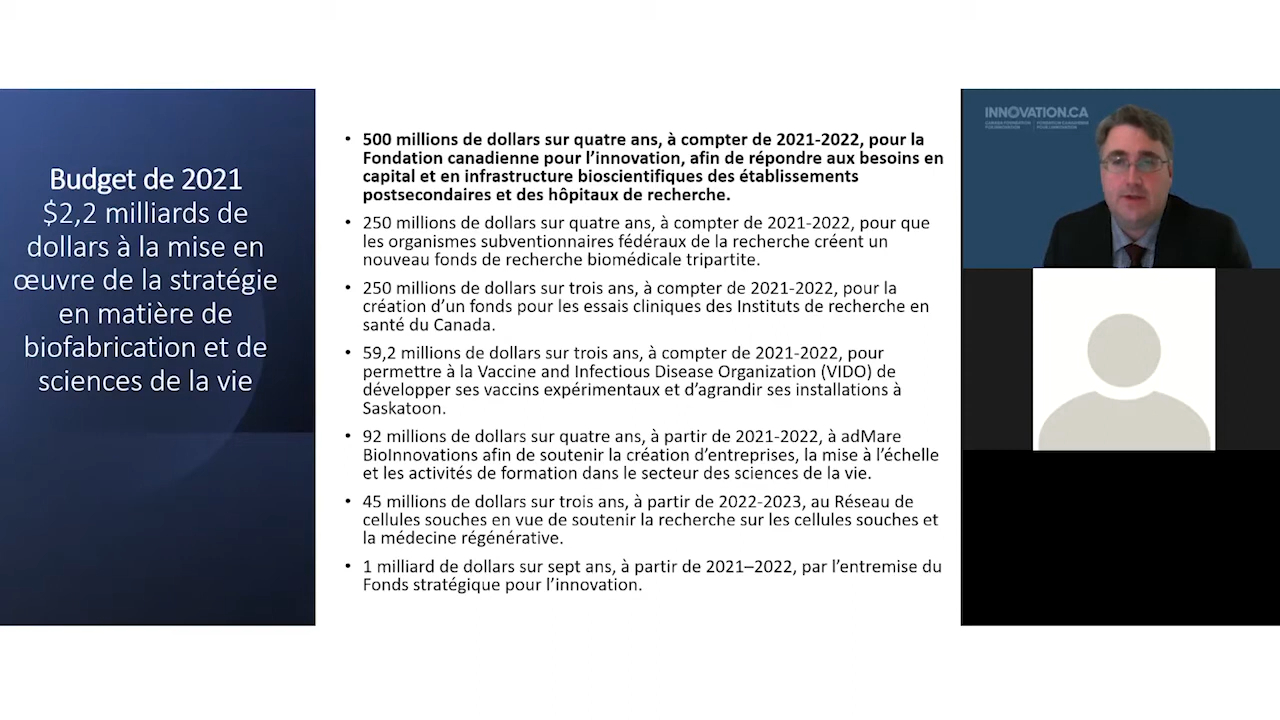 Budget de 2021
$2,2 milliards de
dollars à la mise en
œuvre de la stratégie
en matière de
biofabrication et de
sciences de la vie
• 500 millions de dollars sur quatre ans, à compter de 2021-2022, pour la
Fondation canadienne pour l’innovation, afin de répondre aux besoins en
capital et en infrastructure bioscientifiques des établissements
postsecondaires et des hôpitaux de recherche.
• 250 millions de dollars sur quatre ans, à compter de 2021-2022, pour que
les organismes subventionnaires fédéraux de la recherche créent un
nouveau fonds de recherche biomédicale tripartite.
• 250 millions de dollars sur trois ans, à compter de 2021-2022, pour la
création d’un fonds pour les essais cliniques des Instituts de recherche en
santé du Canada.
• 59,2 millions de dollars sur trois ans, à compter de 2021-2022, pour
permettre à la Vaccine and Infectious Disease Organization (VIDO) de
développer ses vaccins expérimentaux et d’agrandir ses installations à
Saskatoon.
• 92 millions de dollars sur quatre ans, à partir de 2021-2022, à adMare
BioInnovations afin de soutenir la création d’entreprises, la mise à l’échelle
et les activités de formation dans le secteur des sciences de la vie.
• 45 millions de dollars sur trois ans, à partir de 2022-2023, au Réseau de
cellules souches en vue de soutenir la recherche sur les cellules souches et
la médecine régénérative.
• 1 milliard de dollars sur sept ans, à partir de 2021–2022, par l’entremise du
Fonds stratégique pour l’innovation.
INNOVATION.CA
CANADA FOUNDATION FOR INNOVATION
FONDATION CANADIENNE POUR L’INNOVATION